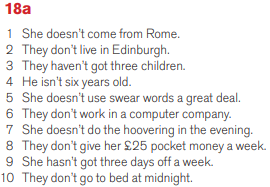 18a
1 She doesn't come from Rome.
2 They don't live in Edinburgh.
3 They haven't got three children.
4 He isn't six years old.
5 She doesn't use swear words a great deal.
6 They don't work in a computer company.
7 She doesn't do the hoovering in the evening.
8 They don't give her £25 pocket money a week.
9 She hasn't got three days off a week.
10 They don't go to bed at midnight.